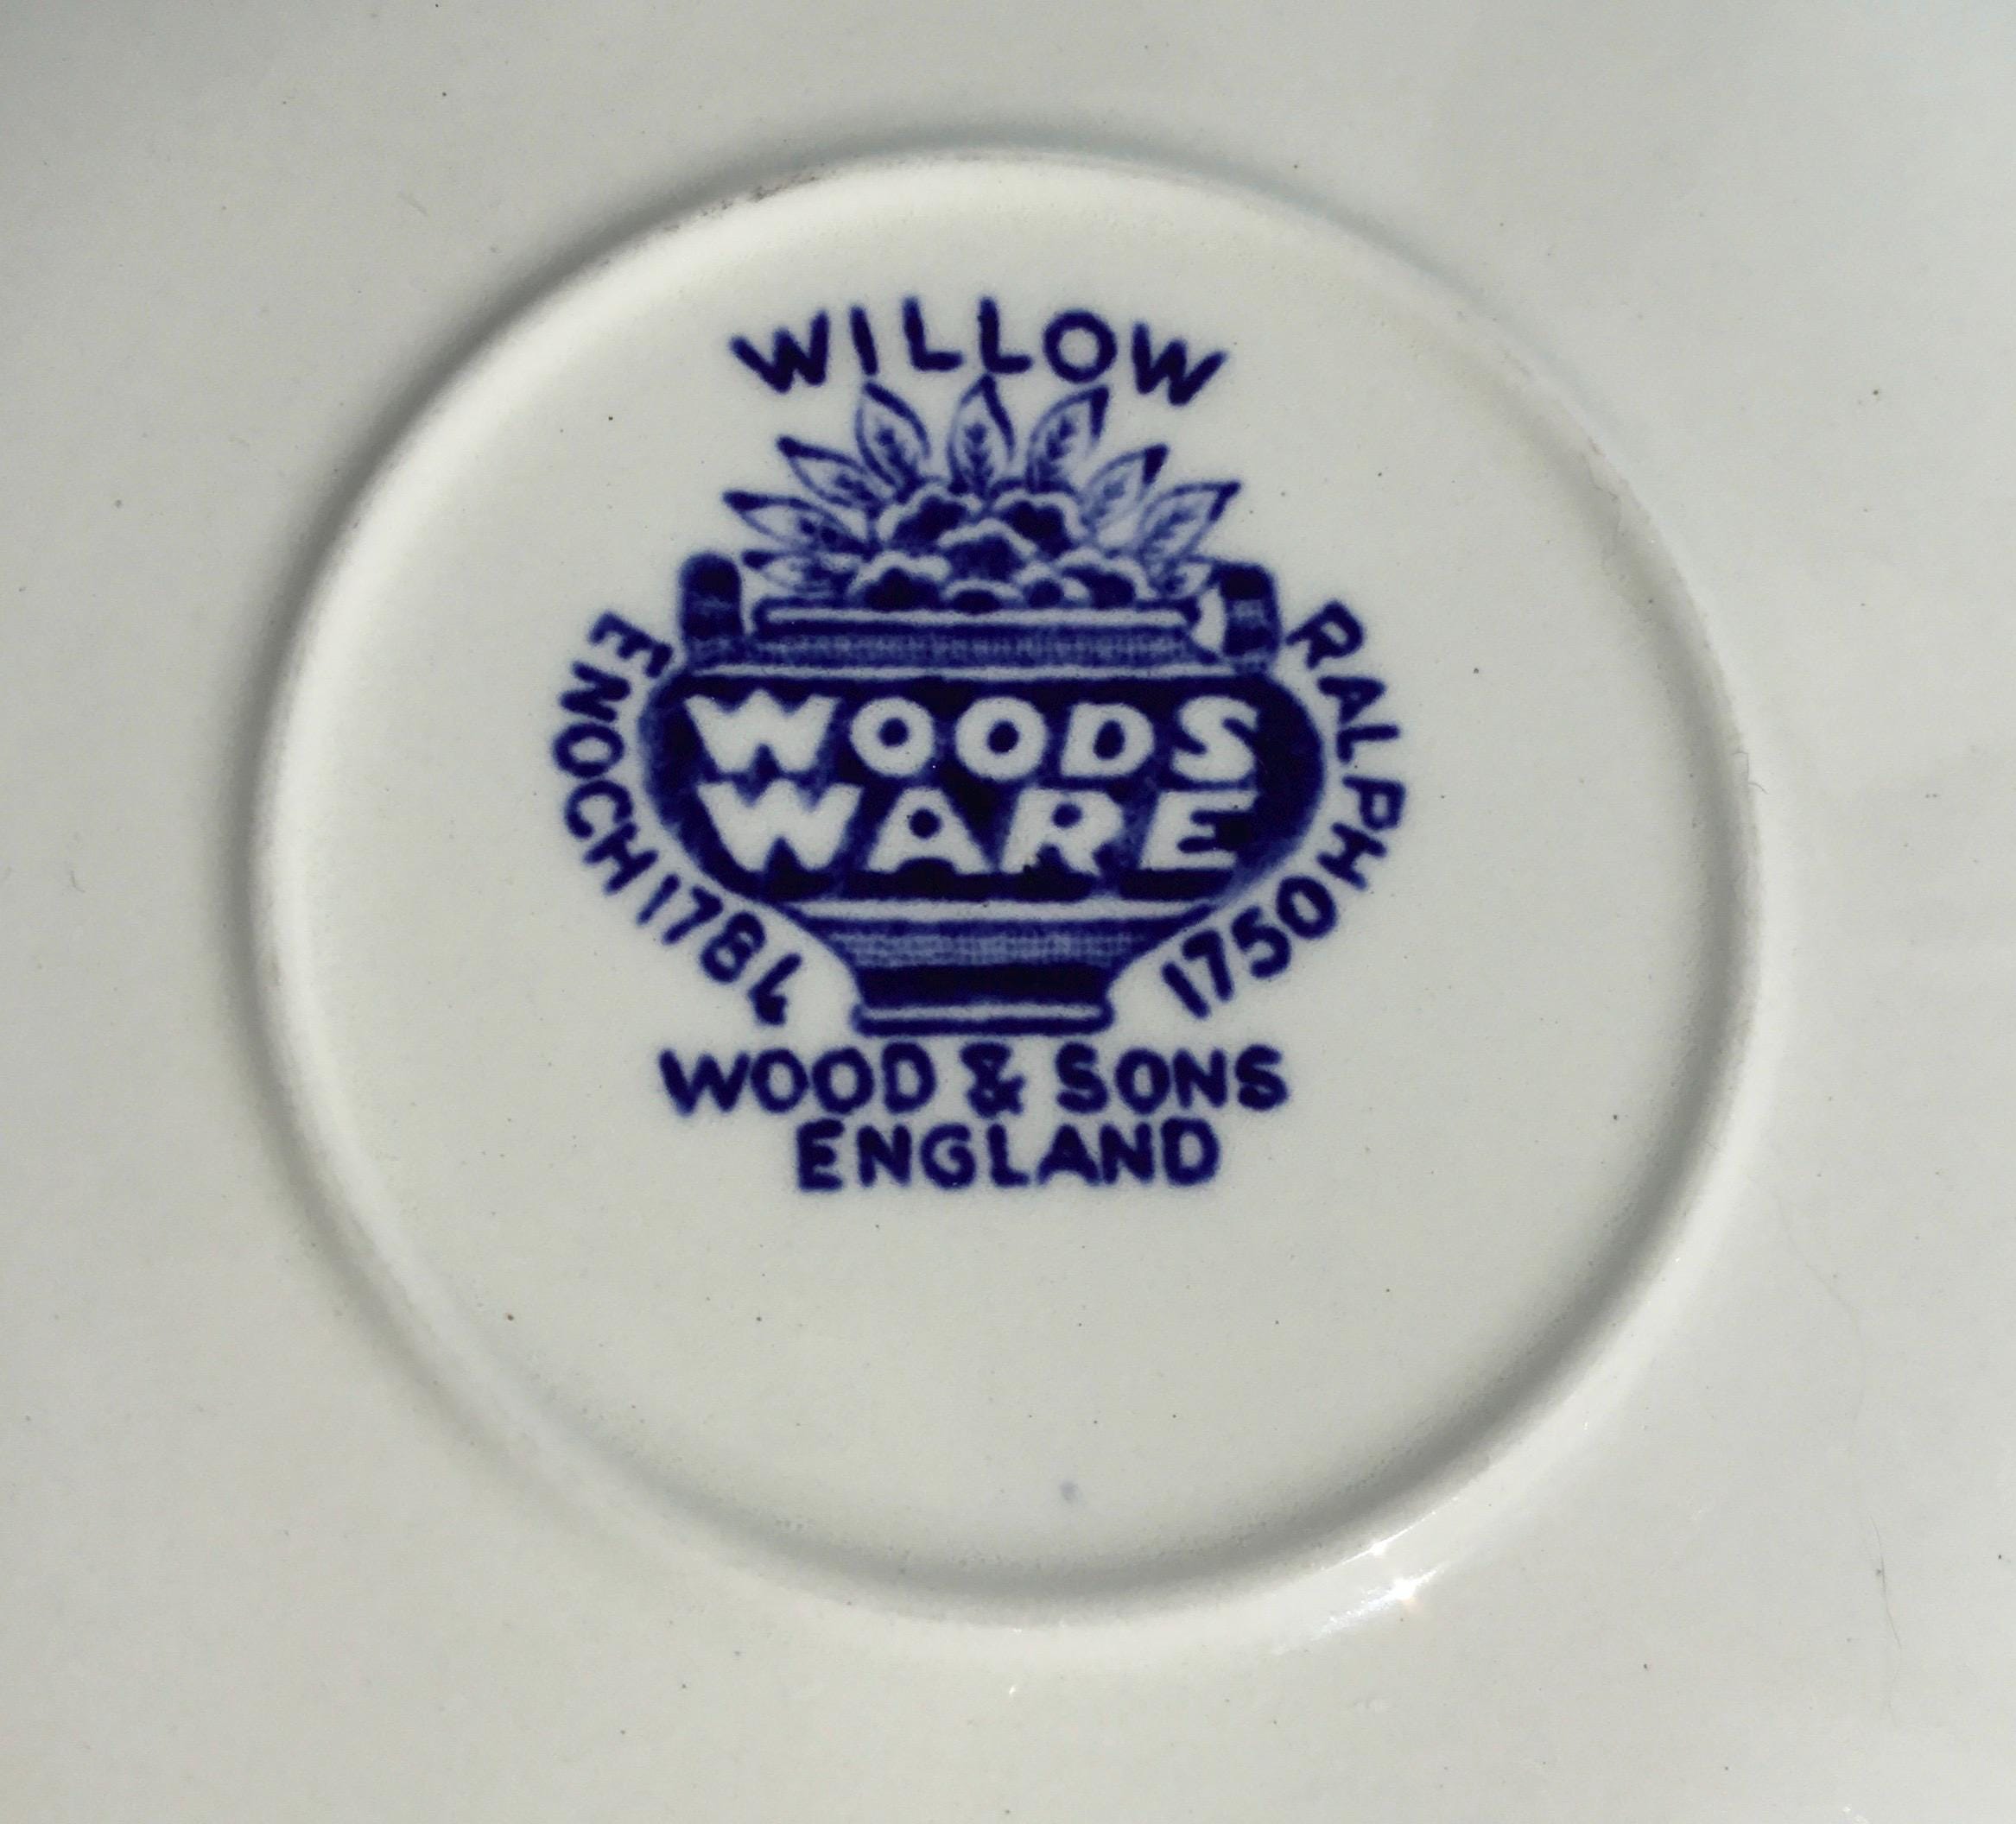 WILLOW
WOODS
WARE
ENOCH 1784
RALPH 1750
WOOD & SONS
ENGLAND